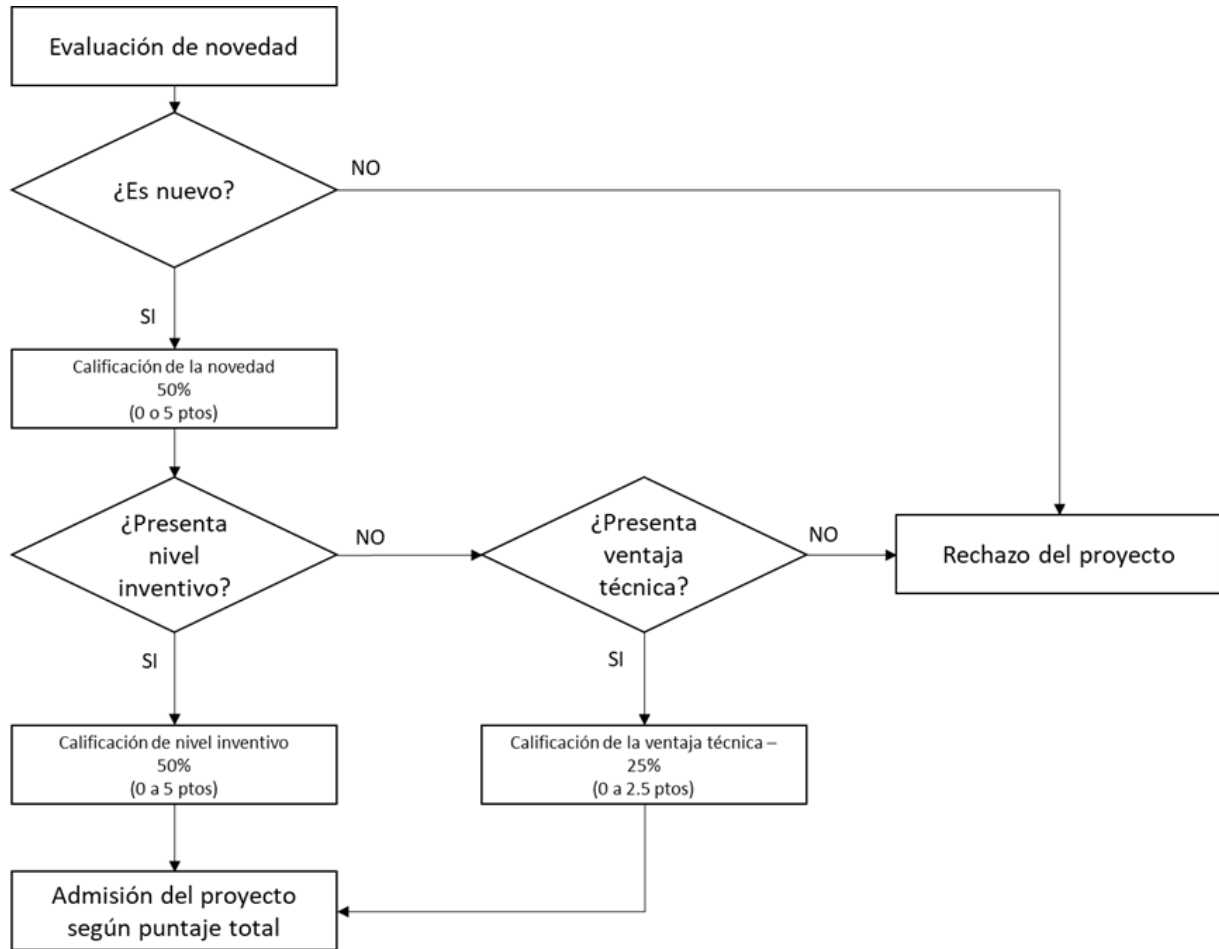 Evaluación de novedad
NO
¿Es nuevo?
SI
Calificación de la novedad
50%
(0 o 5 ptos)
¿Presenta
nivel
inventivo?
NO
¿Presenta
ventaja
técnica?
NO
Rechazo del proyecto
SI
SI
Calificación de nivel inventivo
50%
(0 a 5 ptos)
Calificación de la ventaja técnica –
25%
(0 a 2.5 ptos)
Admisión del proyecto
según puntaje total